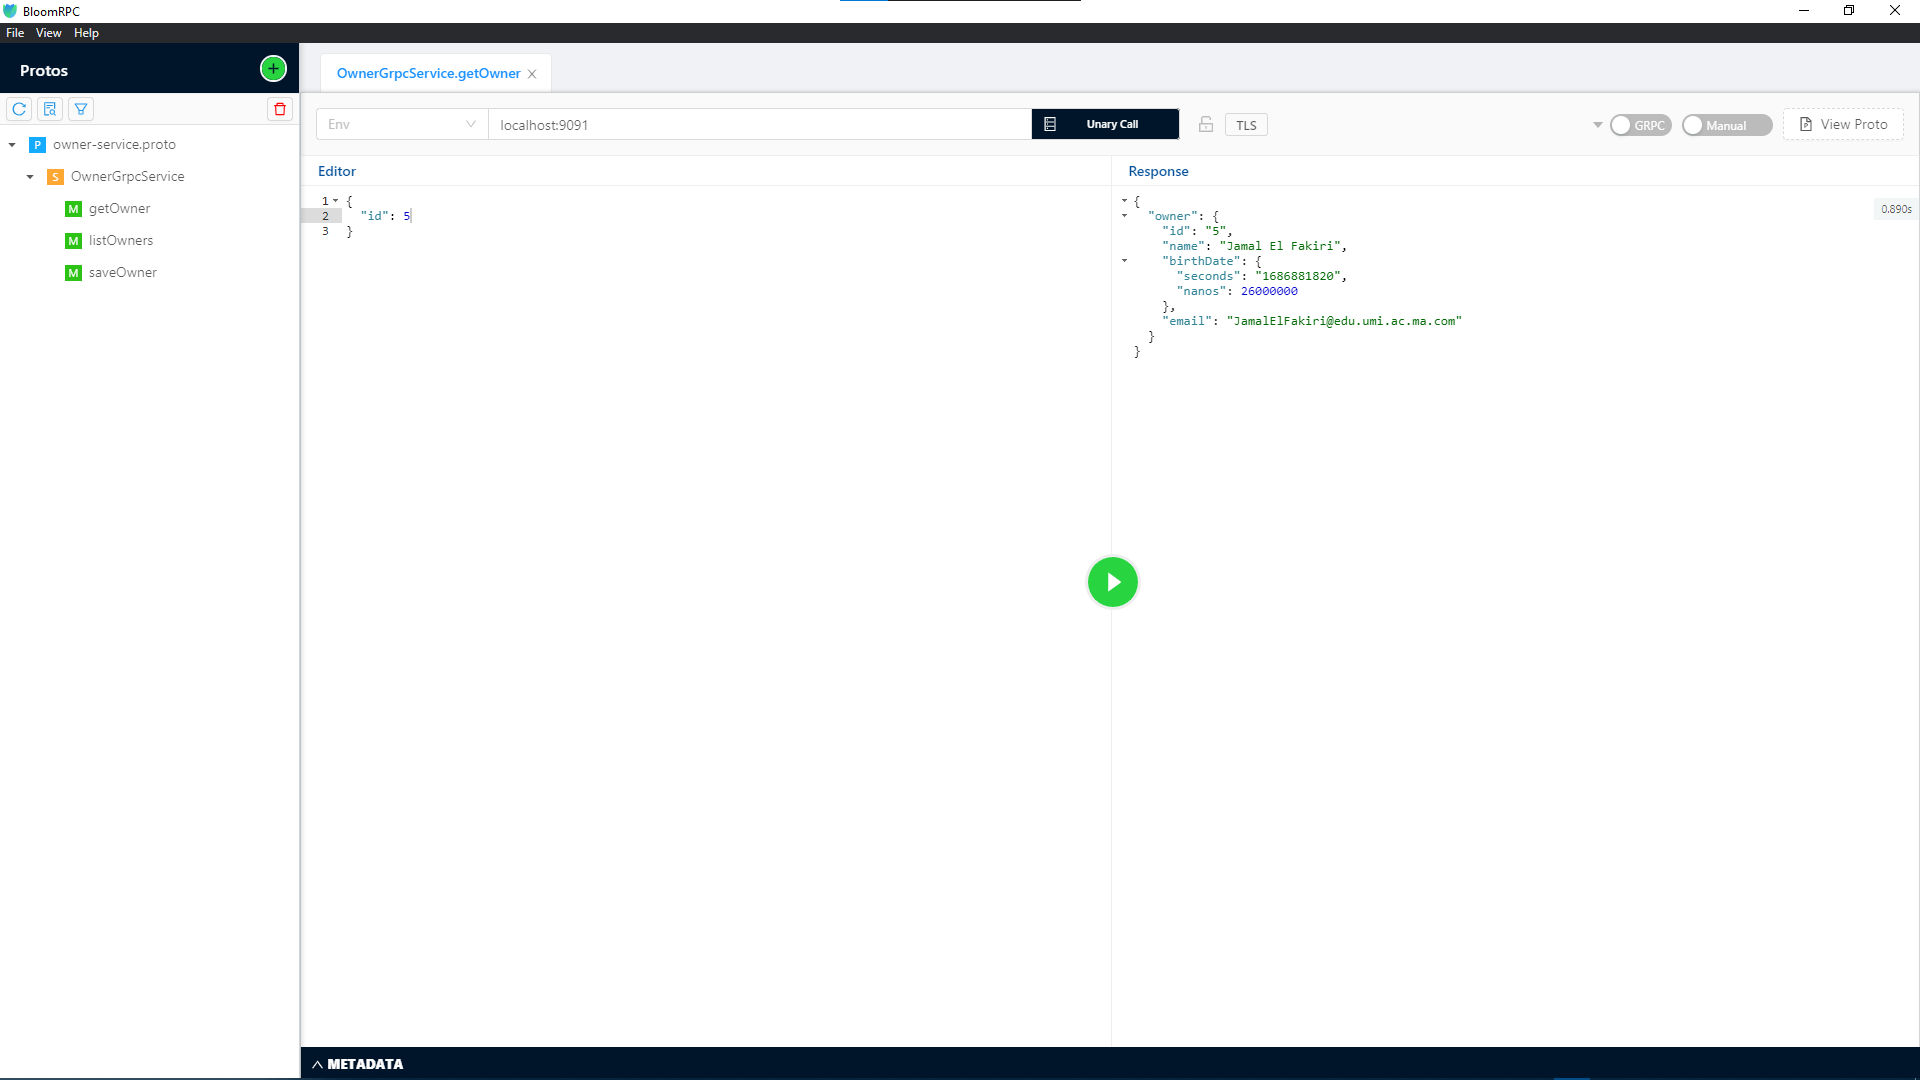 BloomRPC
File View Help
Protos
OwnerGrpcService.getOwner
Env
localhost:9091
Unary Call
TLS
GRPC
Manual
View Proto
P owner-service.proto
S OwnerGrpcService
M getOwner
M listOwners
M saveOwner
Editor
1 {
2 "id": 5
3 }
Response
0.890s
{
"owner": {
"id": "5",
"name": "Jamal El Fakiri",
"birthDate": {
"seconds": "1686881820",
"nanos": 26000000
},
"email": "JamalElFakiri@edu.umi.ac.ma.com"
}
}
METADATA